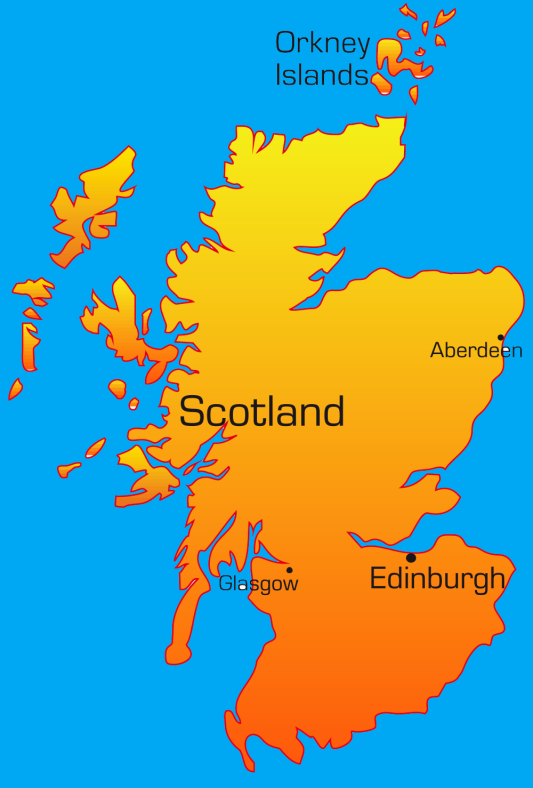 Orkney
Islands
Aberdeen
Scotland
Edinburgh
Glasgow